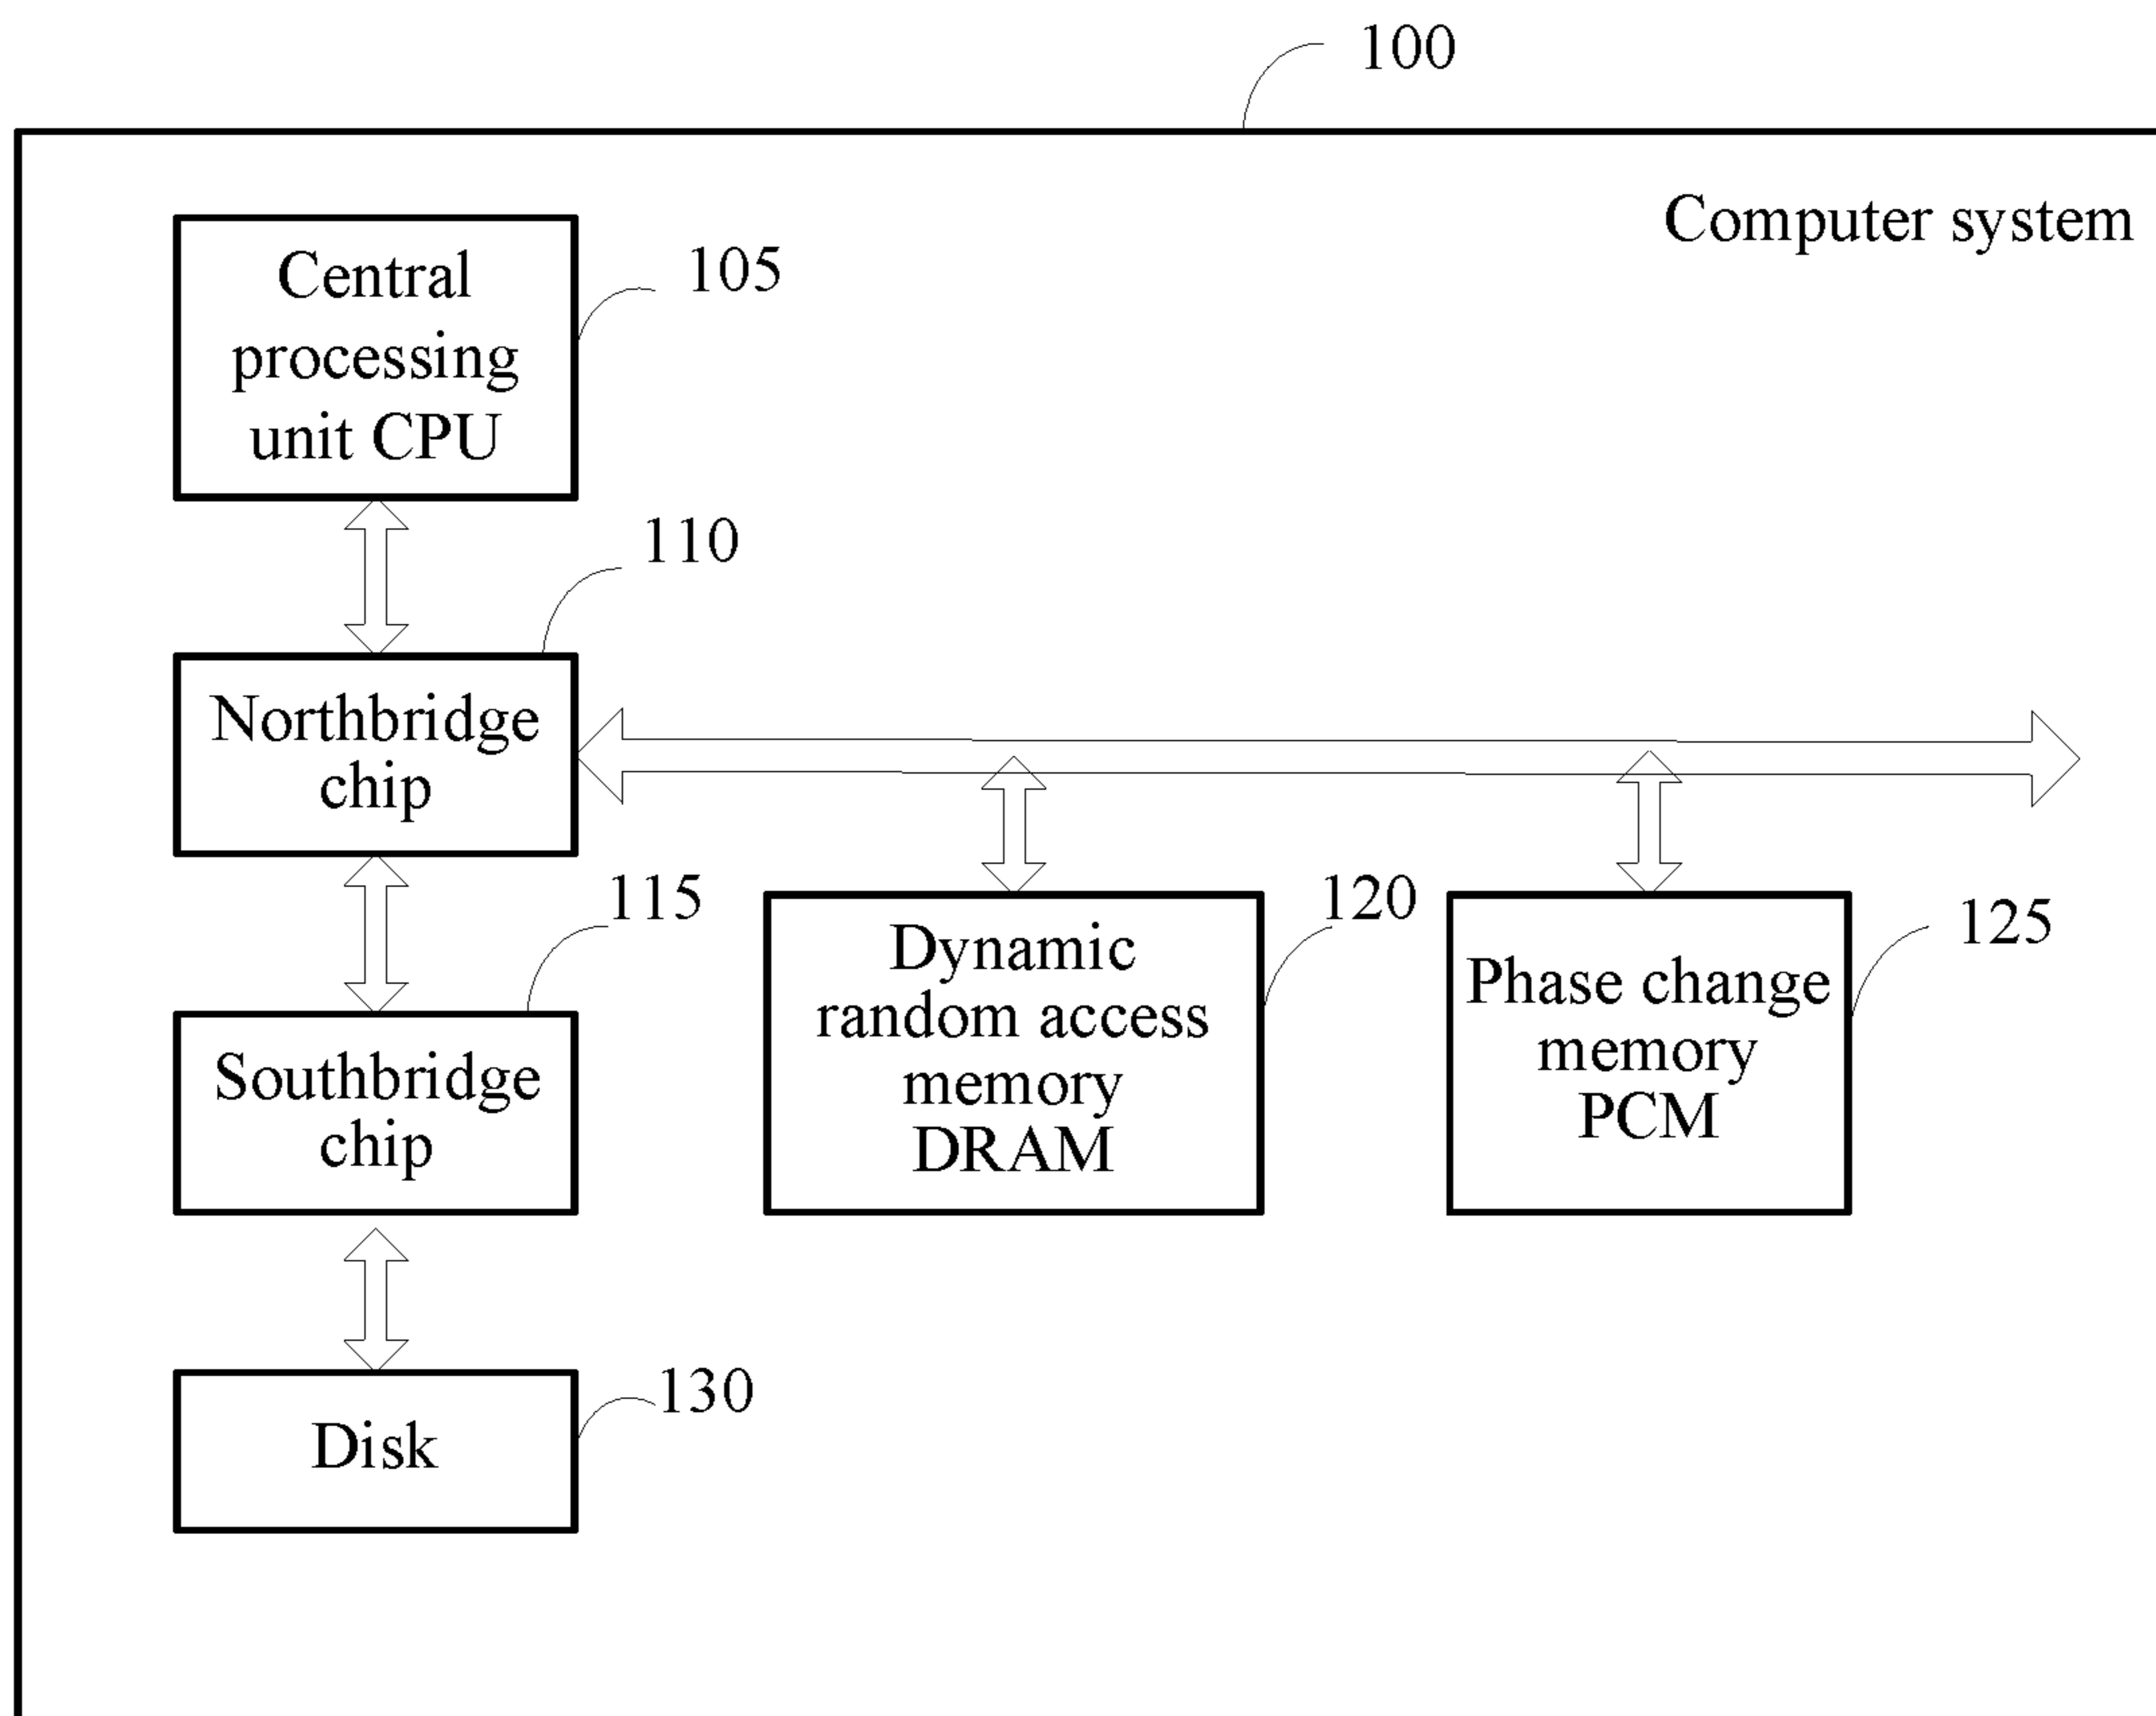 100
Computer system
Central
processing
unit CPU
105
110
Northbridge
chip
115
Southbridge
chip
Dynamic
random access
memory
DRAM
120
Phase change
memory
PCM
125
Disk
130